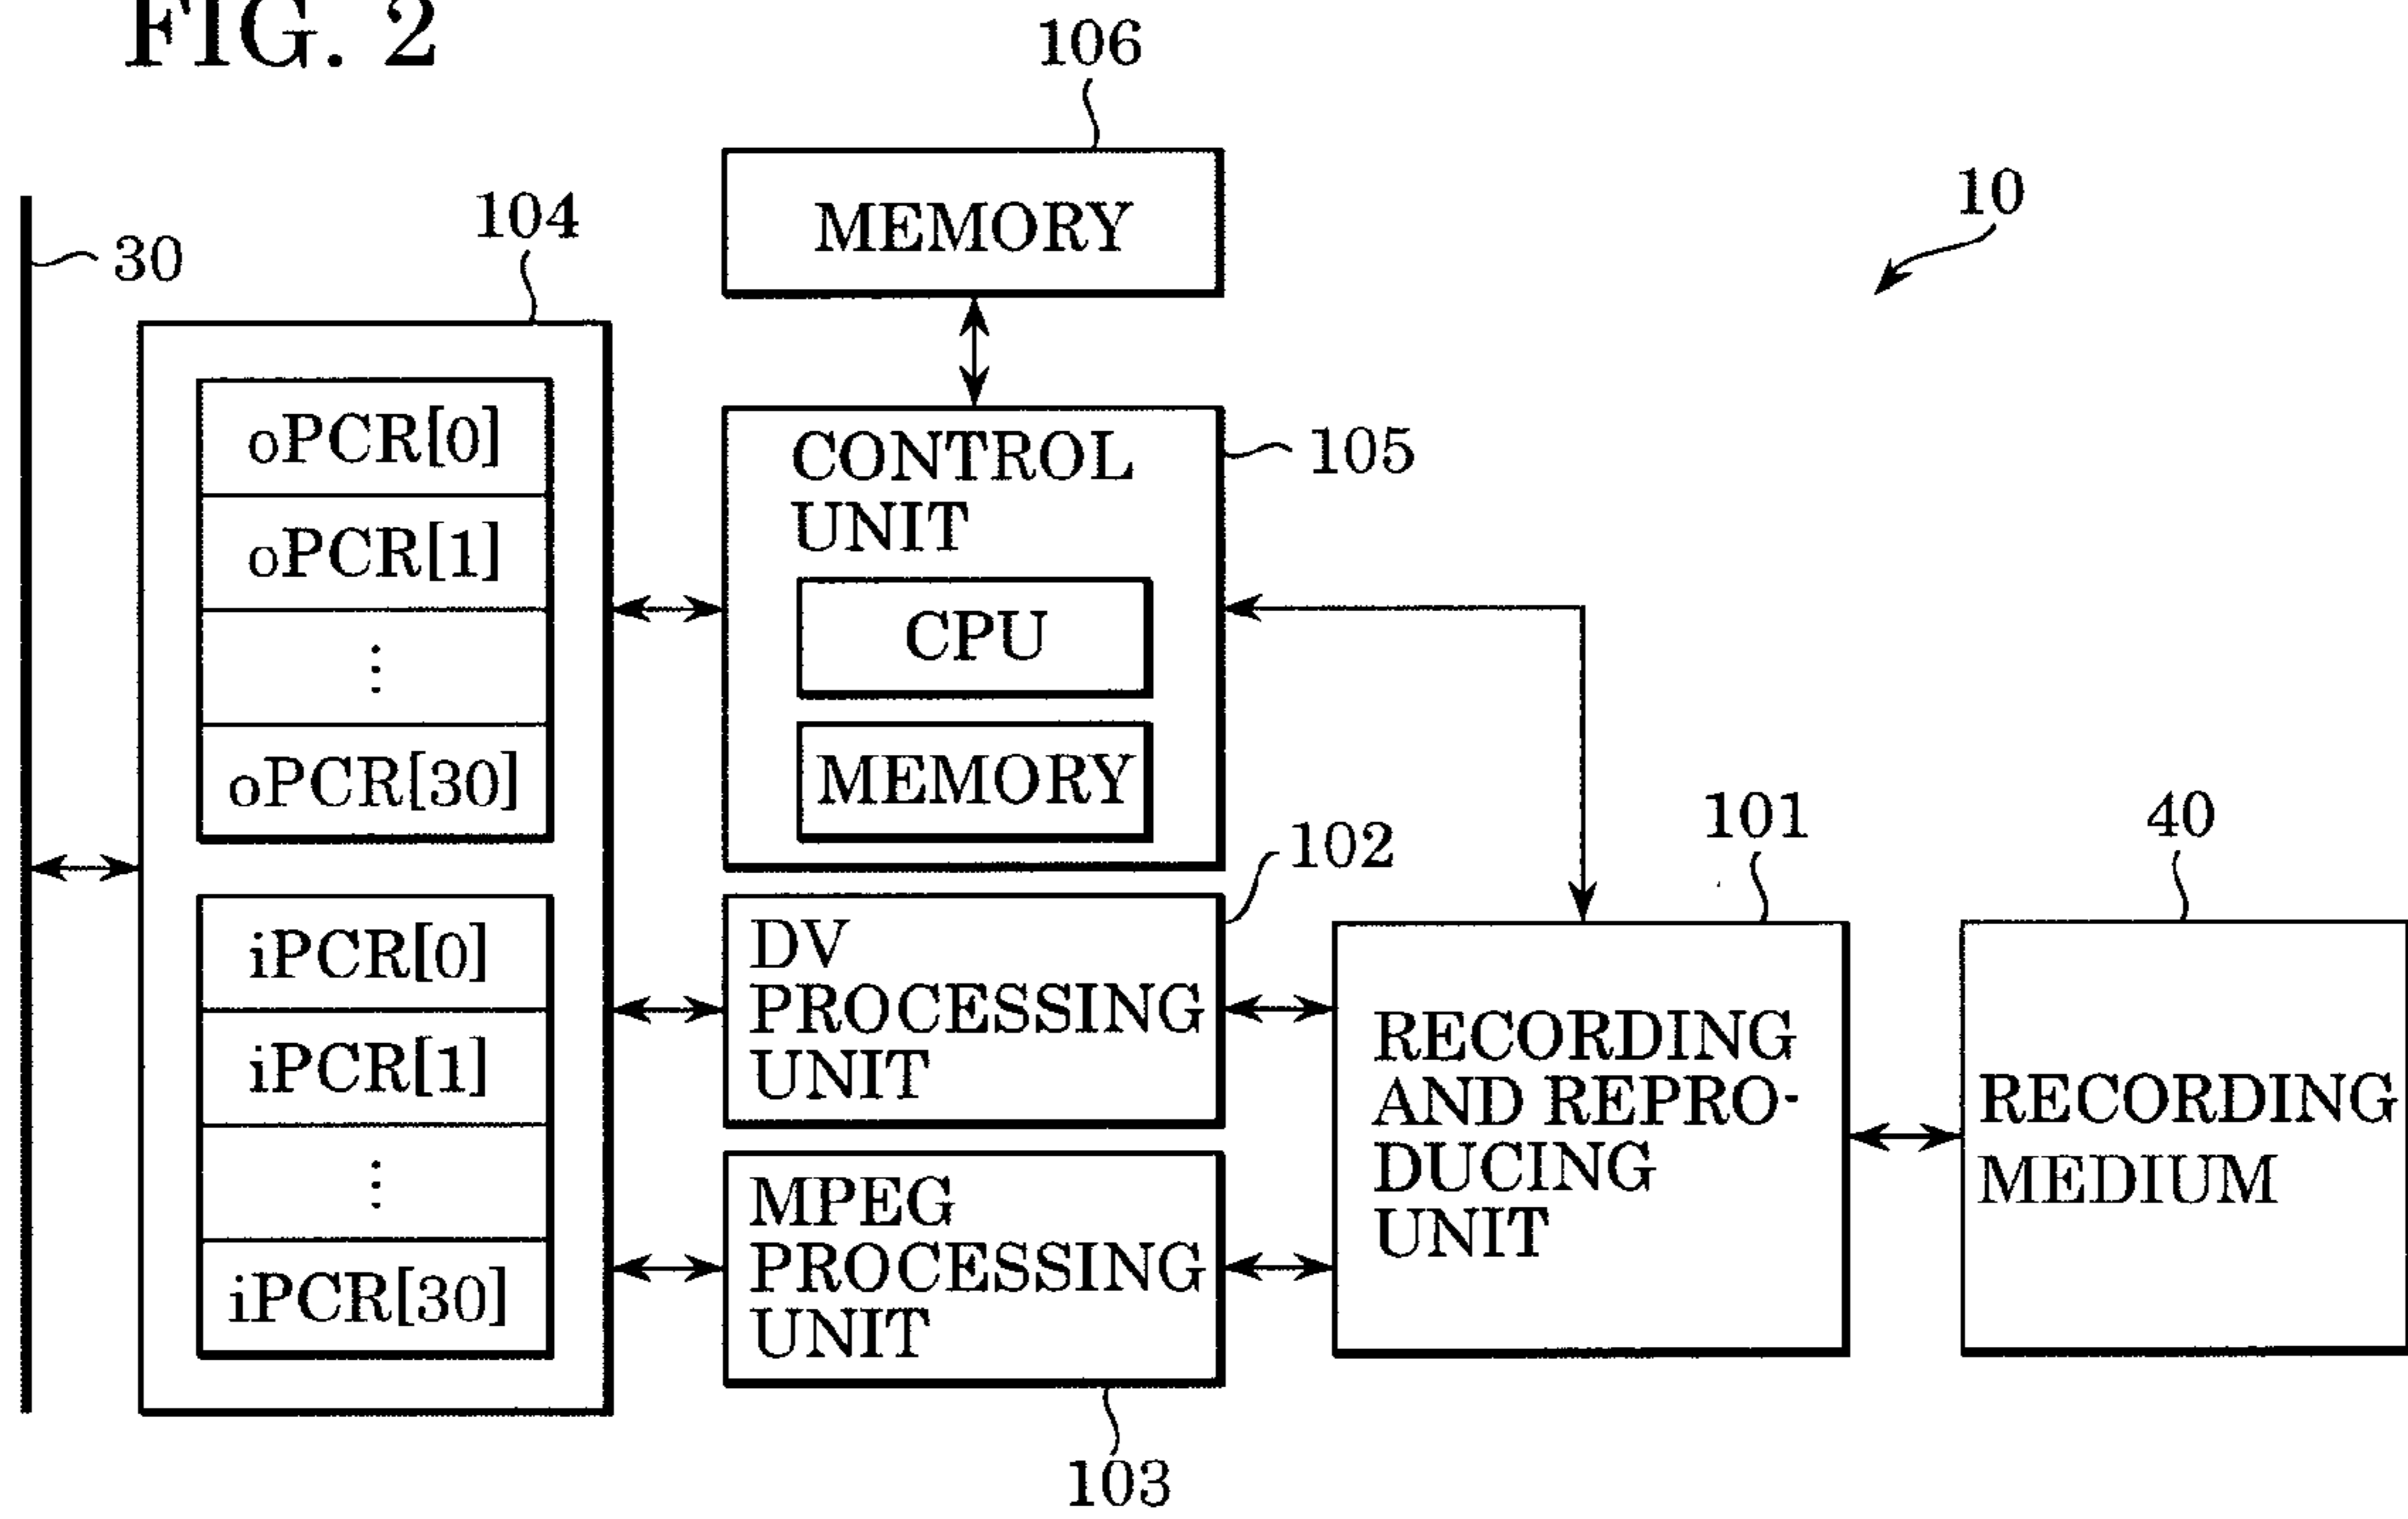 FIG. 2
106
MEMORY
10
104
30
oPCR[0]
oPCR[1]
⋮
oPCR[30]
CONTROL
UNIT
105
CPU
MEMORY
102
101
40
iPCR[0]
iPCR[1]
⋮
iPCR[30]
DV
PROCESSING
UNIT
MPEG
PROCESSING
UNIT
RECORDING
AND REPRO-
DUCING
UNIT
RECORDING
MEDIUM
103